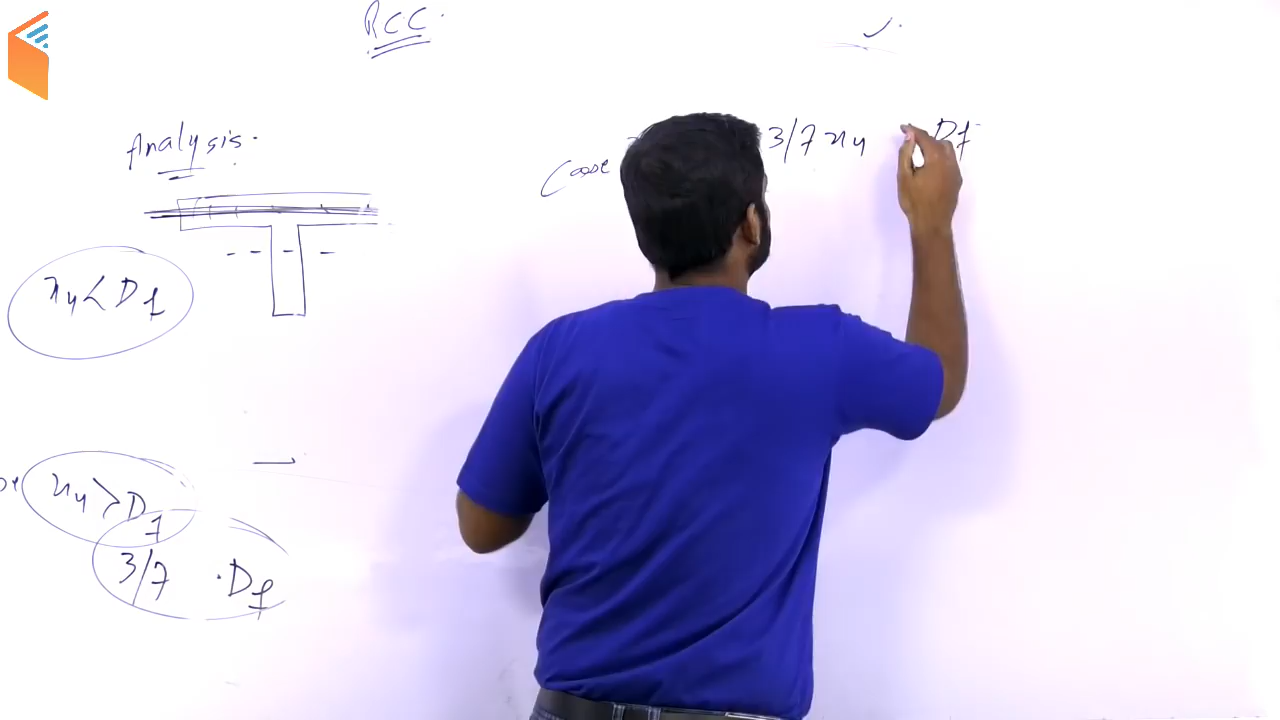 RCC.
Analysis.
Case 3/7 xu Df
xu < Df
xu > Df
3/7 . Df